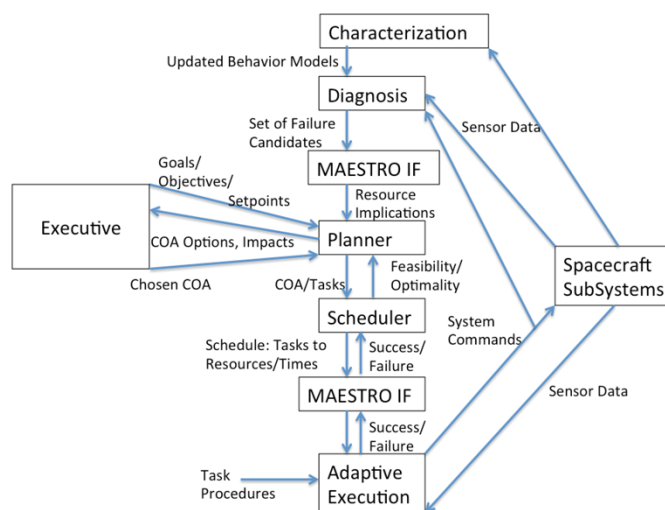 Characterization
Updated Behavior Models
Diagnosis
Sensor Data
Set of Failure
Candidates
MAESTRO IF
Goals/
Objectives/
Setpoints
Resource
Implications
Executive
Planner
COA Options, Impacts
Chosen COA
COA/Tasks
Feasibility/
Optimality
Spacecraft
SubSystems
Scheduler
System
Commands
Schedule: Tasks to
Resources/Times
Success/
Failure
MAESTRO IF
Sensor Data
Success/
Failure
Task
Procedures
Adaptive
Execution